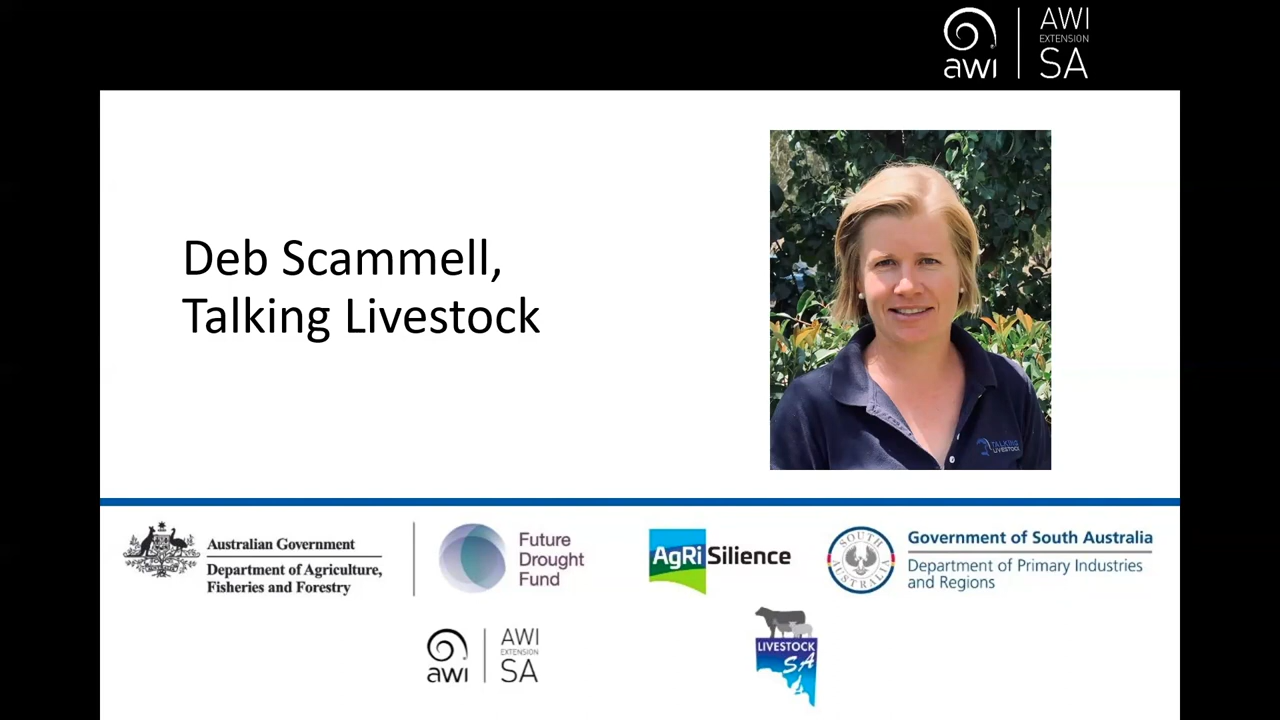 awi
AWI
EXTENSION
SA
Deb Scammell,
Talking Livestock
TALKING
LIVESTOCK
Australian Government
Department of Agriculture,
Fisheries and Forestry
Future
Drought
Fund
AgRiSilience
SOUTH
AUSTRALIA
Government of South Australia
Department of Primary Industries
and Regions
awi
AWI
EXTENSION
SA
LIVESTOCK
SA